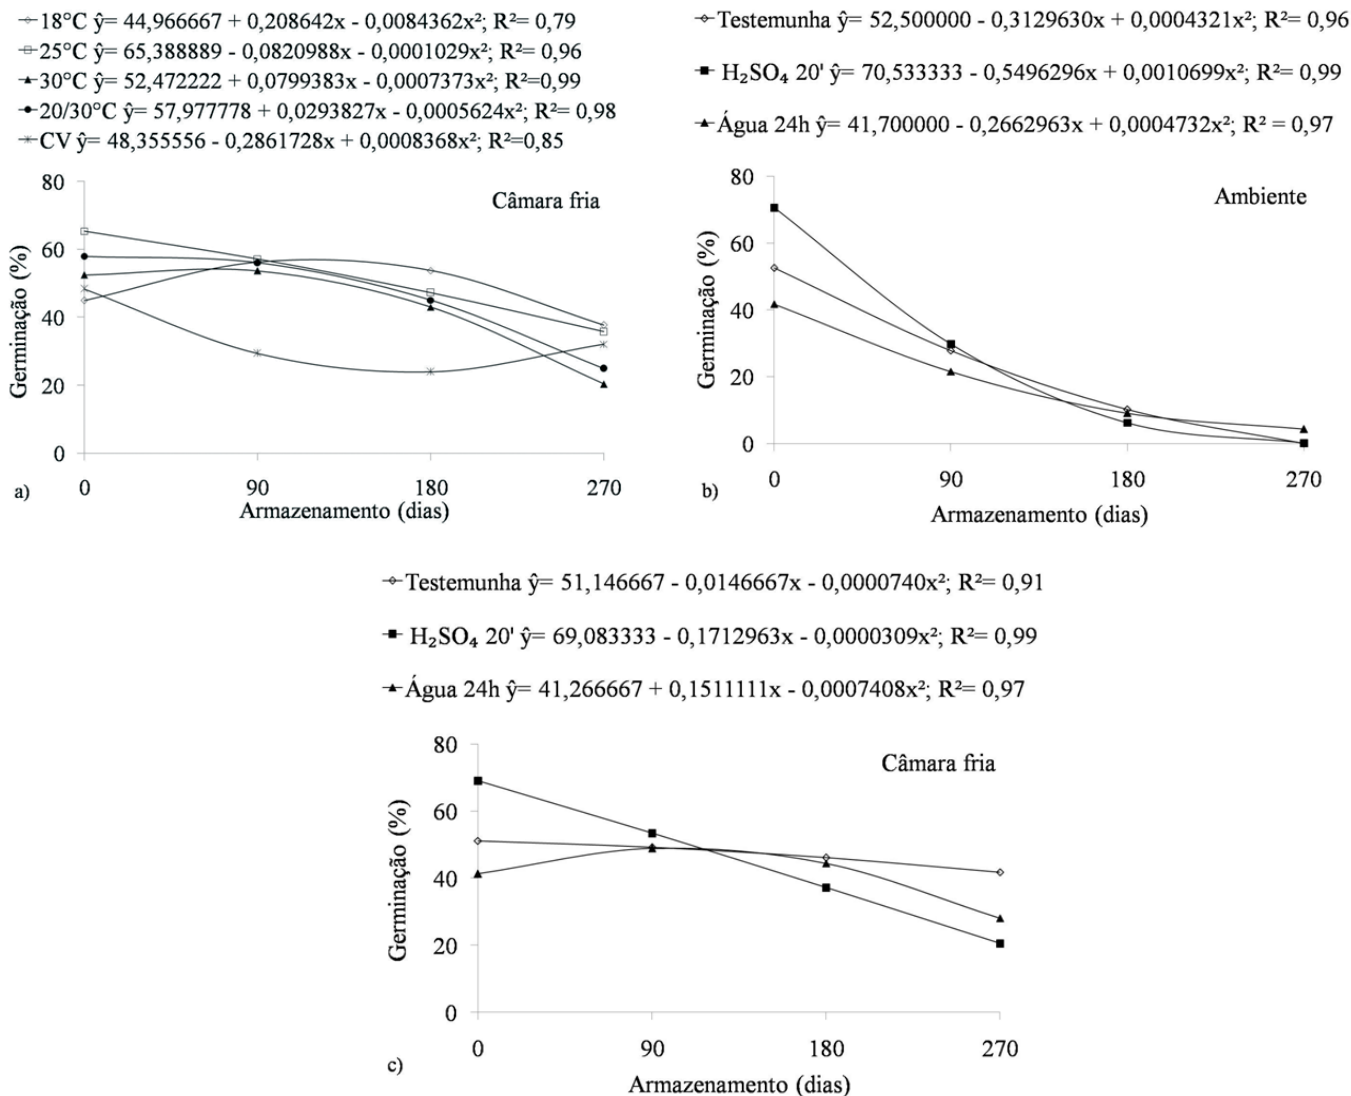 18°C ŷ= 44,966667 + 0,208642x - 0,0084362x²; R²= 0,79
25°C ŷ= 65,388889 - 0,0820988x - 0,0001029x²; R²= 0,96
30°C ŷ= 52,472222 + 0,0799383x - 0,0007373x²; R²=0,99
20/30°C ŷ= 57,977778 + 0,0293827x - 0,0005624x²; R²= 0,98
CV ŷ= 48,355556 - 0,2861728x + 0,0008368x²; R²=0,85
80
Câmara fria
60
40
20
0
Germinação (%)
0 90 180 270
Armazenamento (dias)
a)
Testemunha ŷ= 52,500000 - 0,3129630x + 0,0004321x²; R²= 0,96
H₂SO₄ 20' ŷ= 70,533333 - 0,5496296x + 0,0010699x²; R²= 0,99
Água 24h ŷ= 41,700000 - 0,2662963x + 0,0004732x²; R² = 0,97
80
Ambiente
60
40
20
0
Germinação (%)
0 90 180 270
b)
Armazenamento (dias)
Testemunha ŷ= 51,146667 - 0,0146667x - 0,0000740x²; R²= 0,91
H₂SO₄ 20' ŷ= 69,083333 - 0,1712963x - 0,0000309x²; R²= 0,99
Água 24h ŷ= 41,266667 + 0,1511111x - 0,0007408x²; R²= 0,97
80
Câmara fria
60
40
20
0
Germinação (%)
0 90 180 270
c)
Armazenamento (dias)